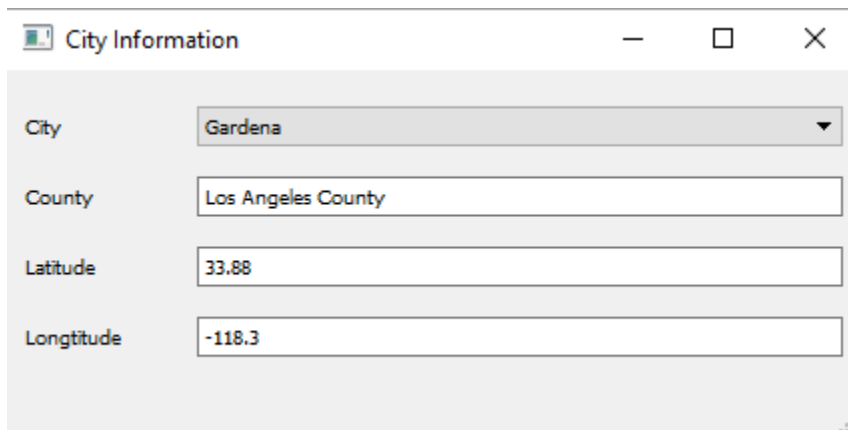 City Information
City Gardena
County Los Angeles County
Latitude 33.88
Longtitude -118.3